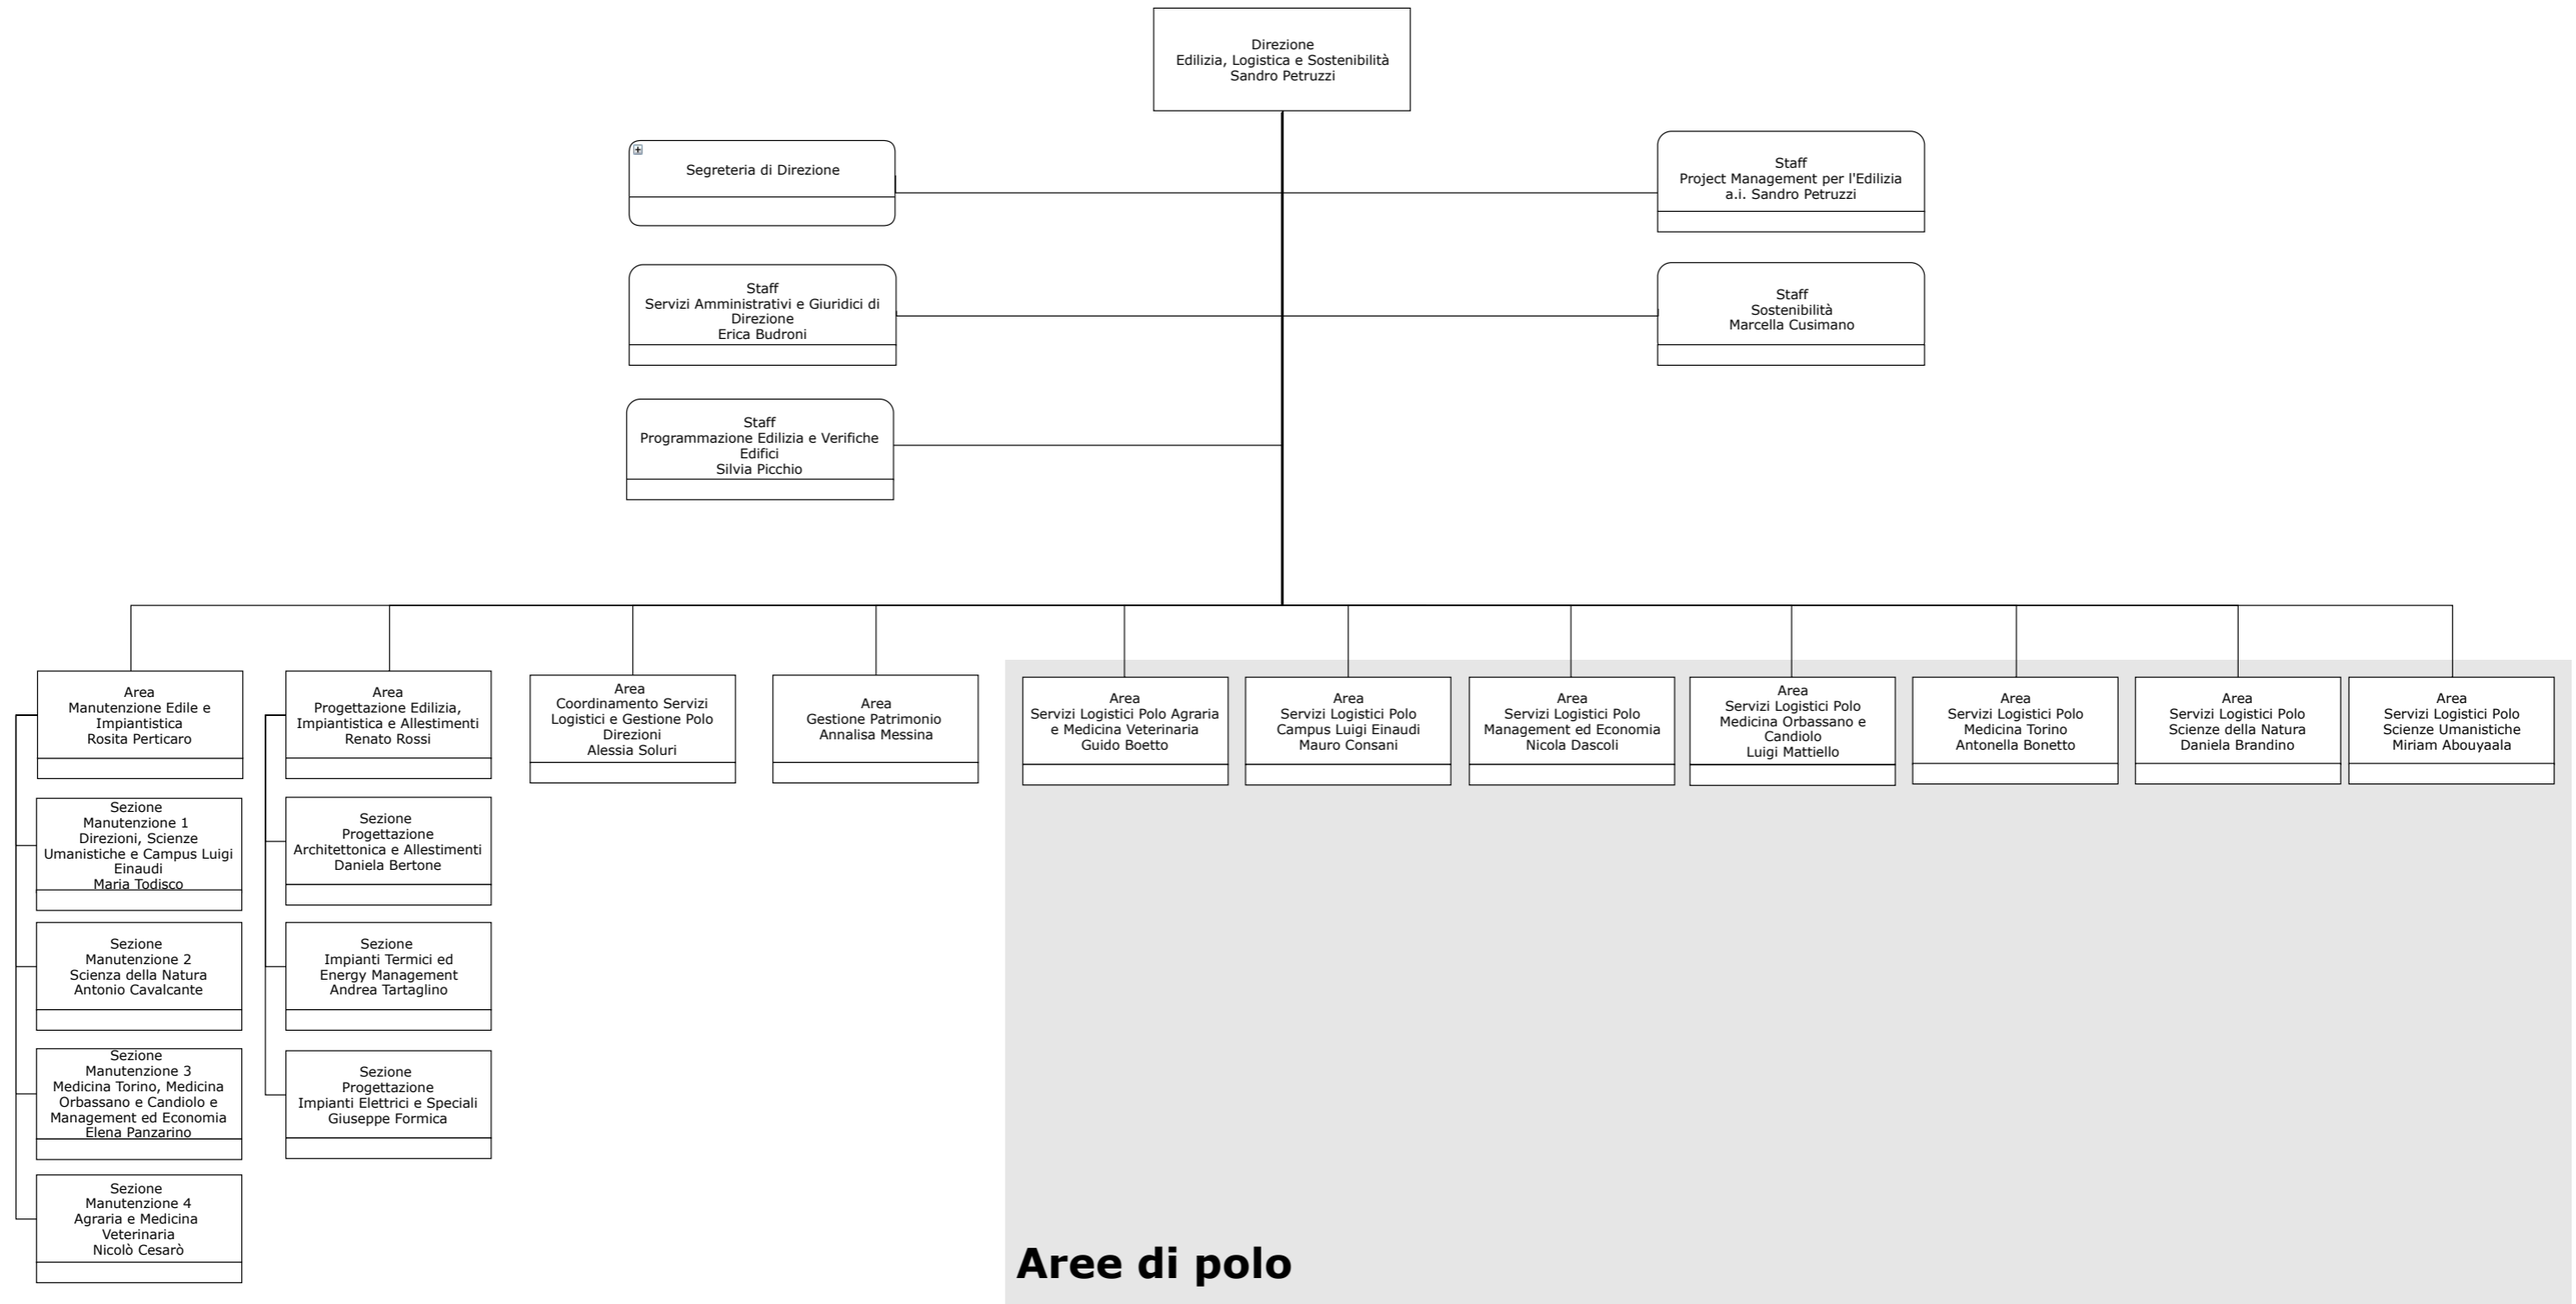 Direzione
Edilizia, Logistica e Sostenibilità
Sandro Petruzzi
Segreteria di Direzione
Staff
Project Management per l'Edilizia
a.i. Sandro Petruzzi
Staff
Servizi Amministrativi e Giuridici di
Direzione
Erica Budroni
Staff
Sostenibilità
Marcella Cusimano
Staff
Programmazione Edilizia e Verifiche
Edifici
Silvia Picchio
Area
Manutenzione Edile e
Impiantistica
Rosita Perticaro
Area
Progettazione Edilizia,
Impiantistica e Allestimenti
Renato Rossi
Area
Coordinamento Servizi
Logistici e Gestione Polo
Direzioni
Alessia Soluri
Area
Gestione Patrimonio
Annalisa Messina
Area
Servizi Logistici Polo Agraria
e Medicina Veterinaria
Guido Boetto
Area
Servizi Logistici Polo
Campus Luigi Einaudi
Mauro Consani
Area
Servizi Logistici Polo
Management ed Economia
Nicola Dascoli
Area
Servizi Logistici Polo
Medicina Orbassano e
Candiolo
Luigi Mattiello
Area
Servizi Logistici Polo
Medicina Torino
Antonella Bonetto
Area
Servizi Logistici Polo
Scienze della Natura
Daniela Brandino
Area
Servizi Logistici Polo
Scienze Umanistiche
Miriam Abouyaala
Sezione
Manutenzione 1
Direzioni, Scienze
Umanistiche e Campus Luigi
Einaudi
Maria Todisco
Sezione
Progettazione
Architettonica e Allestimenti
Daniela Bertone
Sezione
Manutenzione 2
Scienza della Natura
Antonio Cavalcante
Sezione
Impianti Termici ed
Energy Management
Andrea Tartaglino
Sezione
Manutenzione 3
Medicina Torino, Medicina
Orbassano e Candiolo e
Management ed Economia
Elena Panzarino
Sezione
Progettazione
Impianti Elettrici e Speciali
Giuseppe Formica
Sezione
Manutenzione 4
Agraria e Medicina
Veterinaria
Nicolò Cesarò
Aree di polo